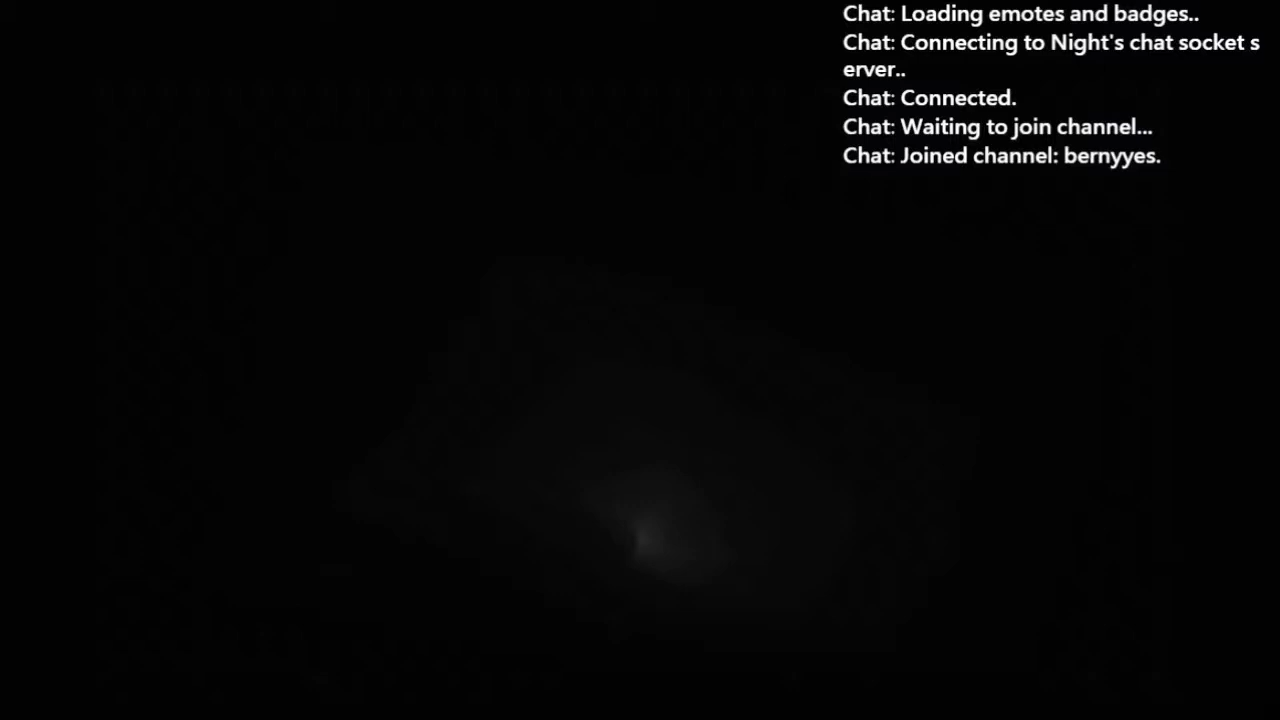 Chat: Loading emotes and badges..
Chat: Connecting to Night's chat socket s
erver..
Chat: Connected.
Chat: Waiting to join channel...
Chat: Joined channel: bernyyes.